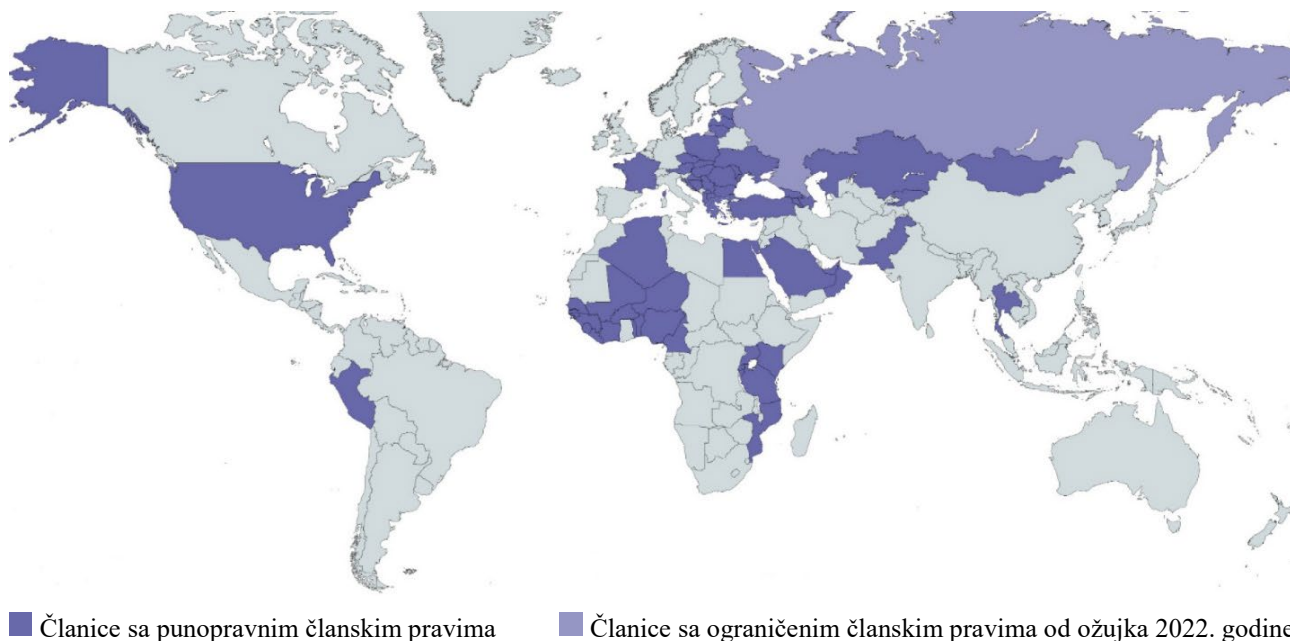 Članice sa punopravnim članskim pravima
Članice sa ograničenim članskim pravima od ožujka 2022. godine